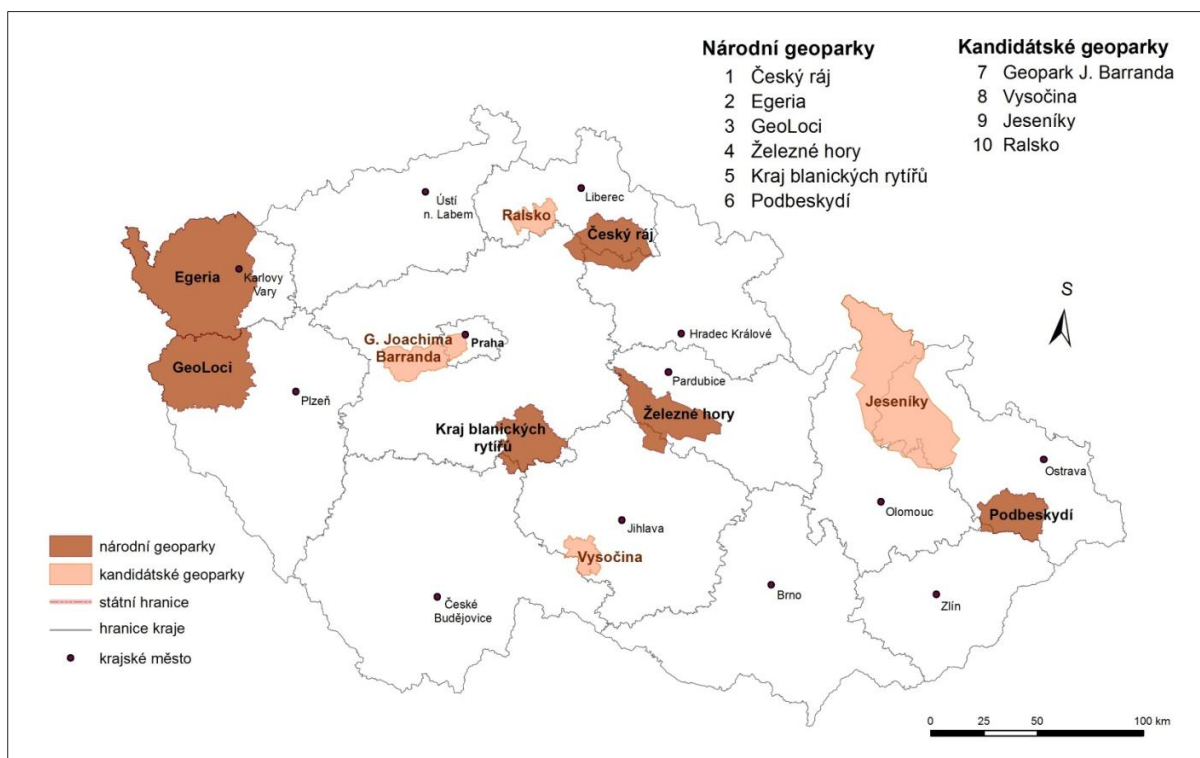 Národní geoparky
1 Český ráj
2 Egeria
3 GeoLoci
4 Železné hory
5 Kraj blanických rytířů
6 Podbeskydí
Kandidátské geoparky
7 Geopark J. Barranda
8 Vysočina
9 Jeseníky
10 Ralsko
Ústí
n. Labem
Liberec
Ralsko
Český ráj
Egeria
Karlovy
Vary
GeoLoci
Plzeň
G. Joachima
Barranda
Praha
Hradec Králové
Pardubice
Železné hory
Kraj blanických
rytířů
Jeseníky
S
Ostrava
Olomouc
Podbeskydí
Jihlava
Vysočina
České
Budějovice
Brno
Zlín
národní geoparky
kandidátské geoparky
státní hranice
hranice kraje
krajské město
0 25 50 100 km